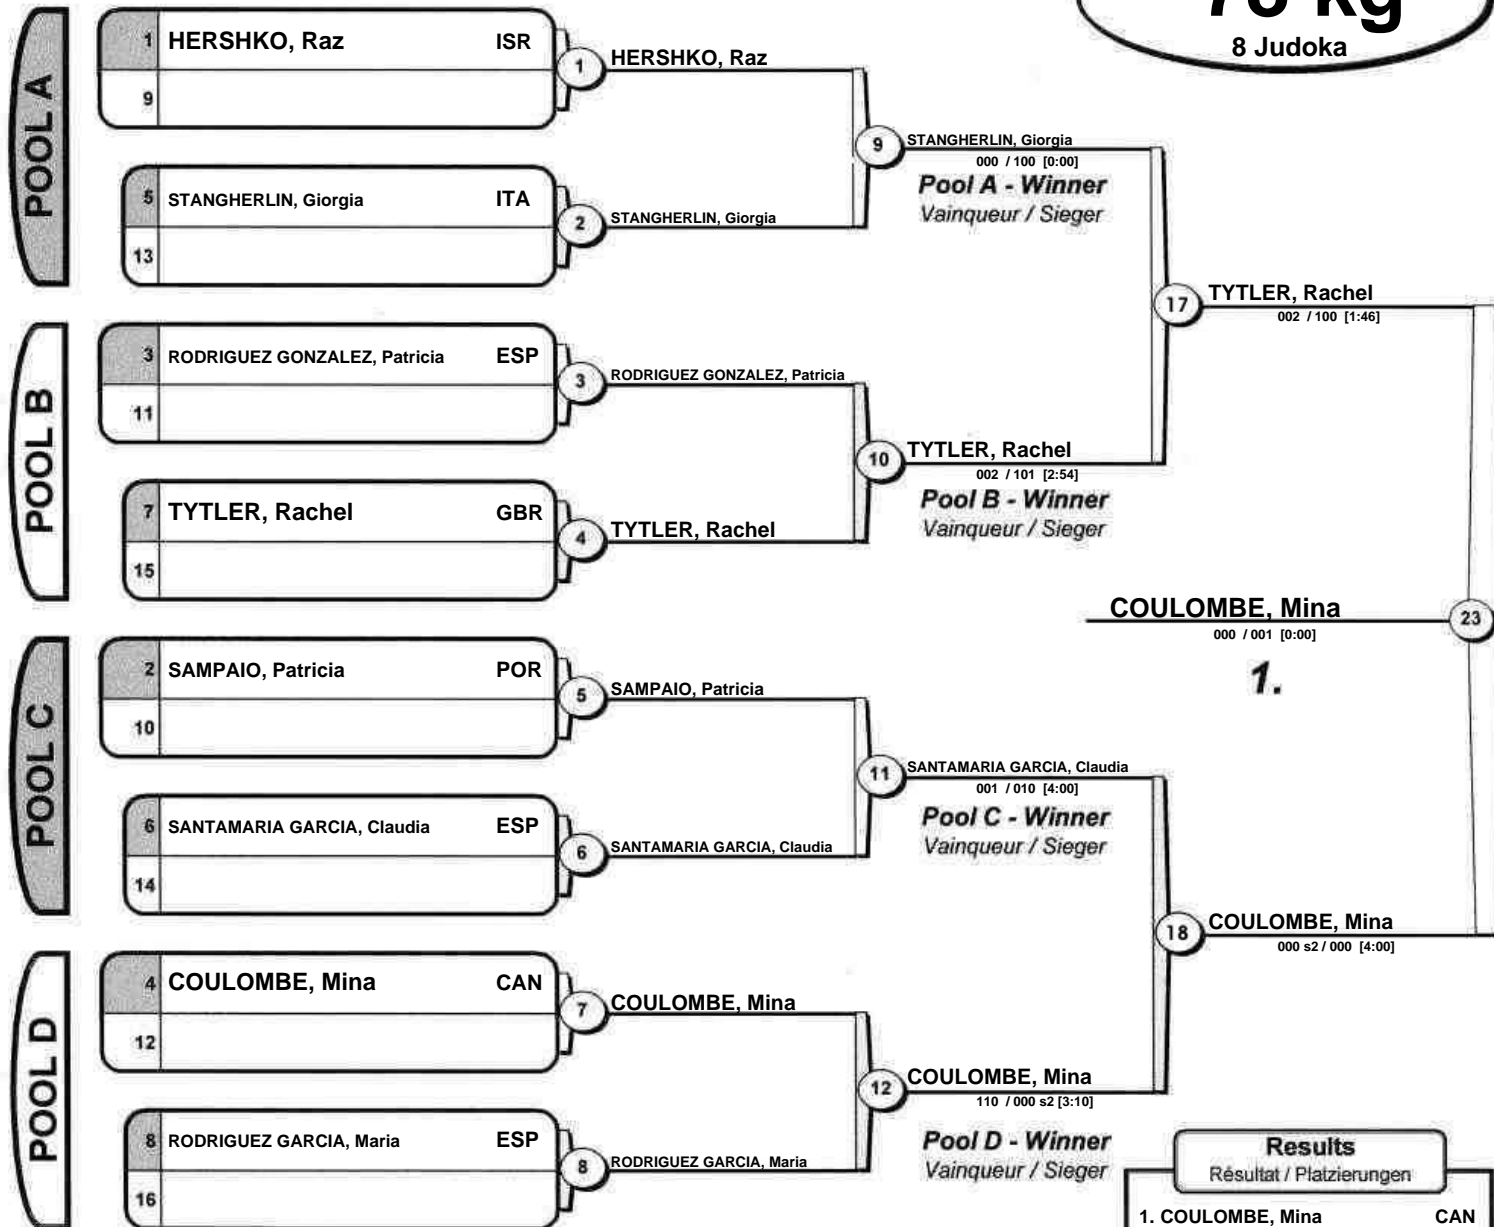 78 kg
8 Judoka
POOL A
1 HERSHKO, Raz ISR
9
5 STANGHERLIN, Giorgia ITA
13
1 HERSHKO, Raz
2 STANGHERLIN, Giorgia
9 STANGHERLIN, Giorgia
000 / 100 [0:00]
Pool A - Winner
Vainqueur / Sieger
POOL B
3 RODRIGUEZ GONZALEZ, Patricia ESP
11
7 TYTLER, Rachel GBR
15
3 RODRIGUEZ GONZALEZ, Patricia
4 TYTLER, Rachel
10 TYTLER, Rachel
002 / 101 [2:54]
Pool B - Winner
Vainqueur / Sieger
17 TYTLER, Rachel
002 / 100 [1:46]
COULOMBE, Mina 23
000 / 001 [0:00]
1.
POOL C
2 SAMPAIO, Patricia POR
10
6 SANTAMARIA GARCIA, Claudia ESP
14
5 SAMPAIO, Patricia
6 SANTAMARIA GARCIA, Claudia
11 SANTAMARIA GARCIA, Claudia
001 / 010 [4:00]
Pool C - Winner
Vainqueur / Sieger
18 COULOMBE, Mina
000 s2 / 000 [4:00]
POOL D
4 COULOMBE, Mina CAN
12
8 RODRIGUEZ GARCIA, Maria ESP
16
7 COULOMBE, Mina
8 RODRIGUEZ GARCIA, Maria
12 COULOMBE, Mina
110 / 000 s2 [3:10]
Pool D - Winner
Vainqueur / Sieger
Results
Résultat / Platzierungen
1. COULOMBE, Mina CAN